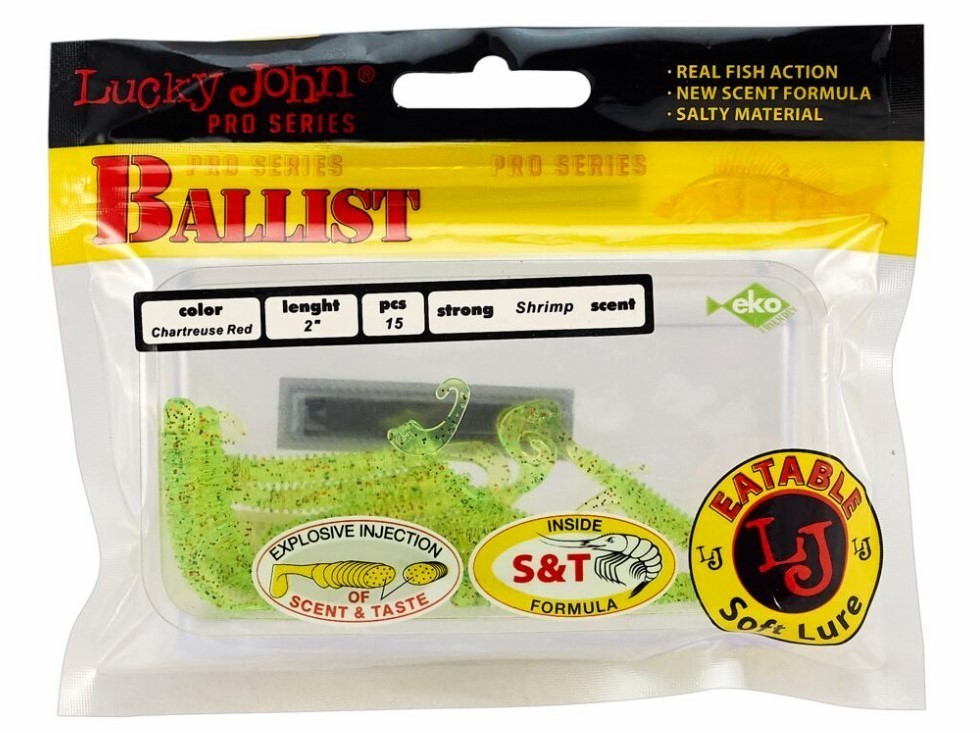 Lucky John®
PRO SERIES
· REAL FISH ACTION
· NEW SCENT FORMULA
· SALTY MATERIAL
PRO SERIES
PRO SERIES
BALLIST
color
Chartreuse Red
lenght
2"
pcs
15
strong Shrimp scent
eko
FRIENDLY
EXPLOSIVE INJECTION
OF
SCENT & TASTE
INSIDE
S&T
FORMULA
EATABLE
LJ
LJ
LJ
Soft Lure